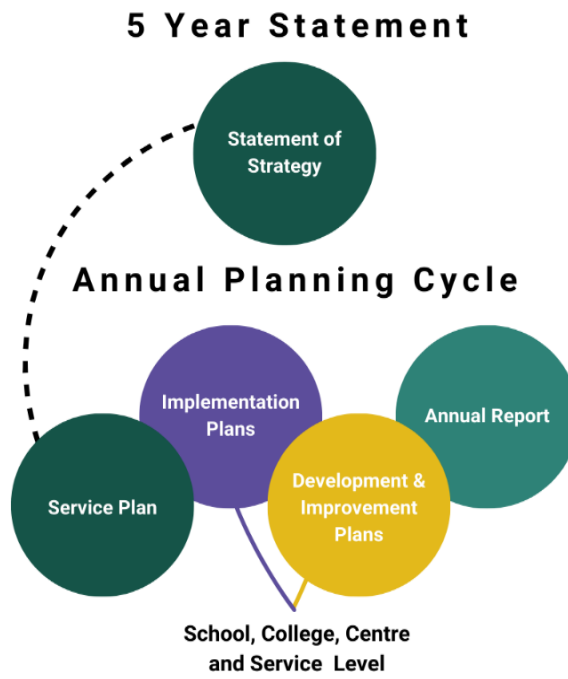 5 Year Statement
Statement of
Strategy
Annual Planning Cycle
Implementation
Plans
Annual Report
Service Plan
Development &
Improvement
Plans
School, College, Centre
and Service Level